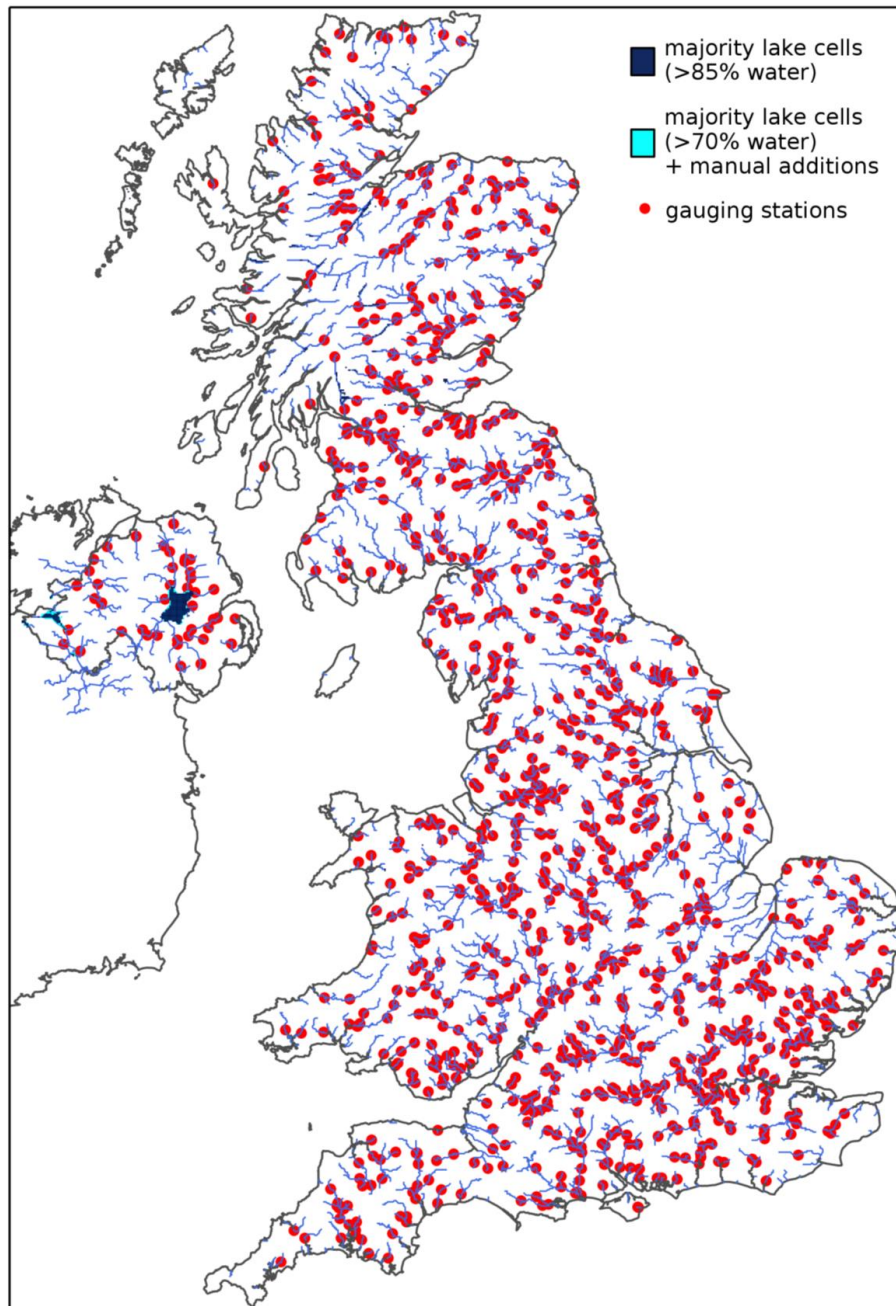 majority lake cells
(>85% water)
majority lake cells
(>70% water)
+ manual additions
gauging stations